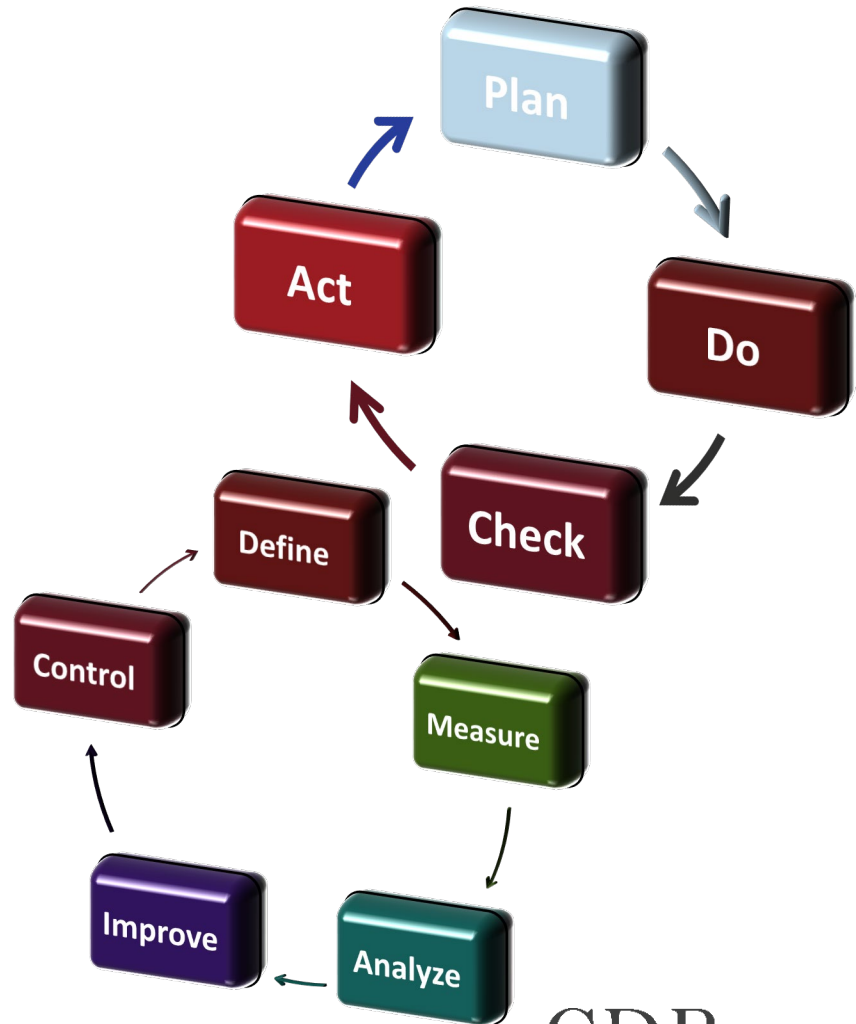 Plan
Do
Check
Act
Define
Measure
Analyze
Improve
Control